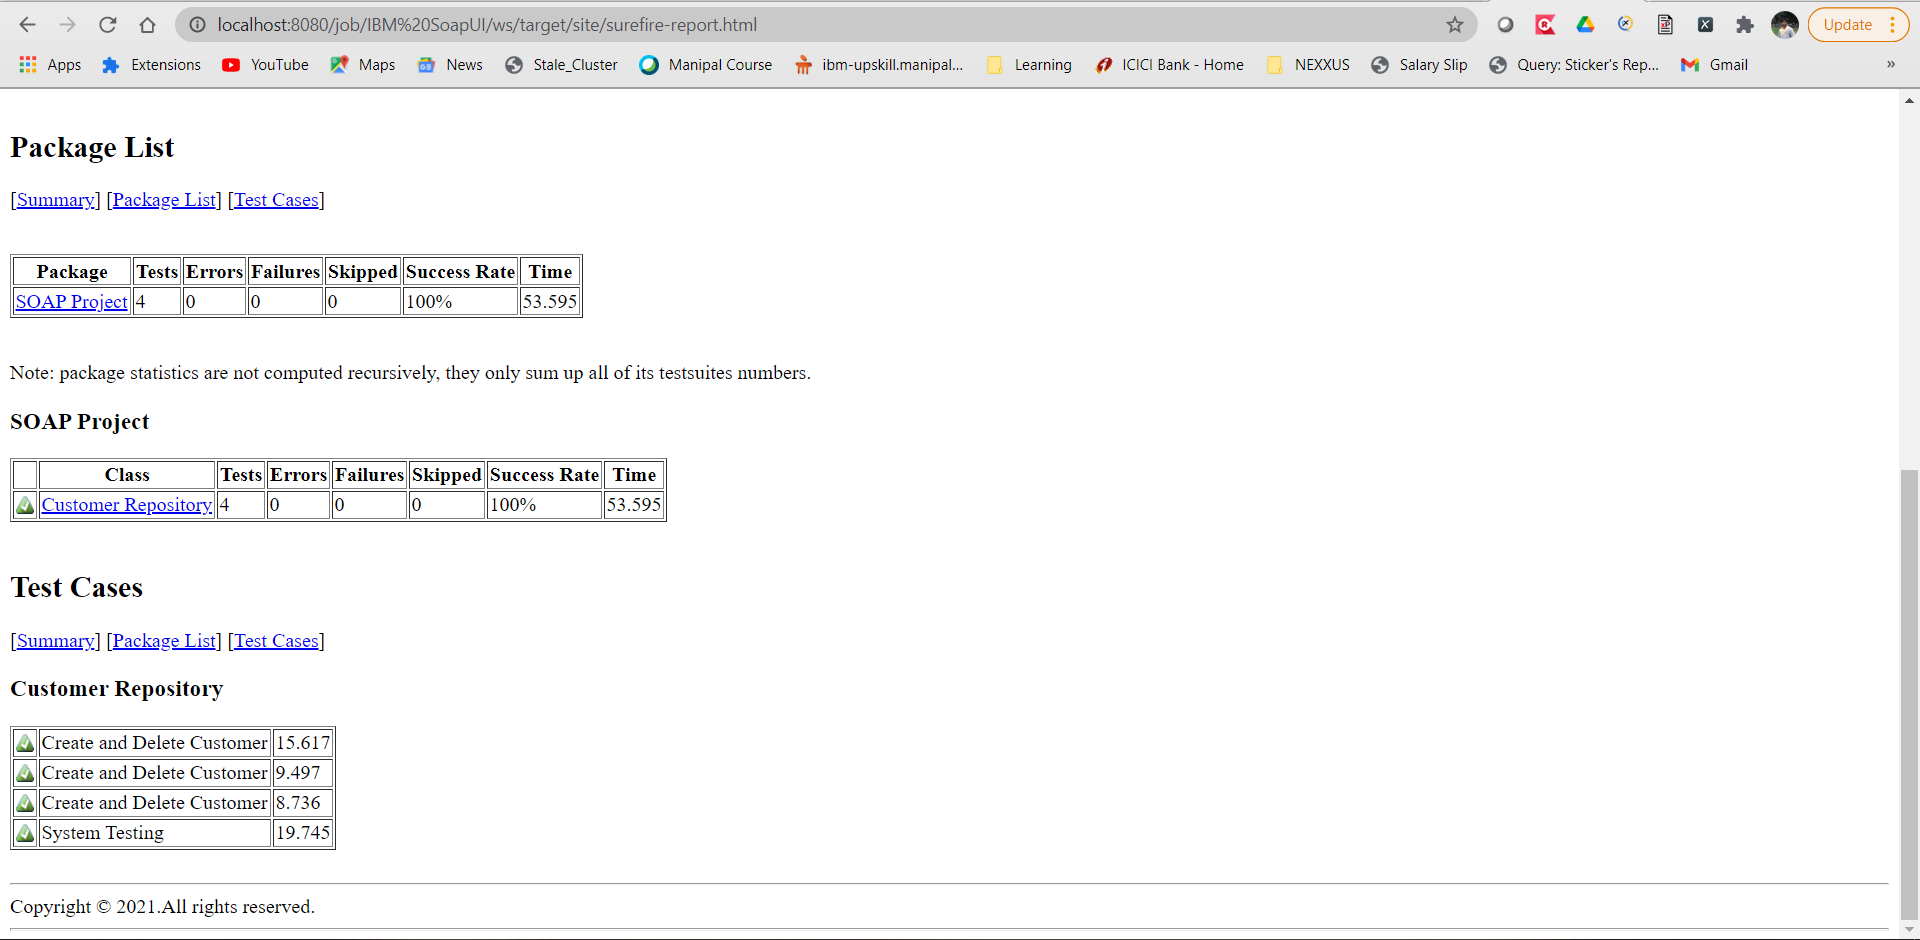 localhost:8080/job/IBM%20SoapUI/ws/target/site/surefire-report.html
Update
Apps Extensions YouTube Maps News Stale_Cluster Manipal Course ibm-upskill.manipal... Learning ICICI Bank - Home NEXXUS Salary Slip Query: Sticker's Rep... Gmail »
Package List
[Summary] [Package List] [Test Cases]
Package Tests Errors Failures Skipped Success Rate Time
SOAP Project 4 0 0 0 100% 53.595
Note: package statistics are not computed recursively, they only sum up all of its testsuites numbers.
SOAP Project
Class Tests Errors Failures Skipped Success Rate Time
Customer Repository 4 0 0 0 100% 53.595
Test Cases
[Summary] [Package List] [Test Cases]
Customer Repository
Create and Delete Customer 15.617
Create and Delete Customer 9.497
Create and Delete Customer 8.736
System Testing 19.745
Copyright © 2021.All rights reserved.